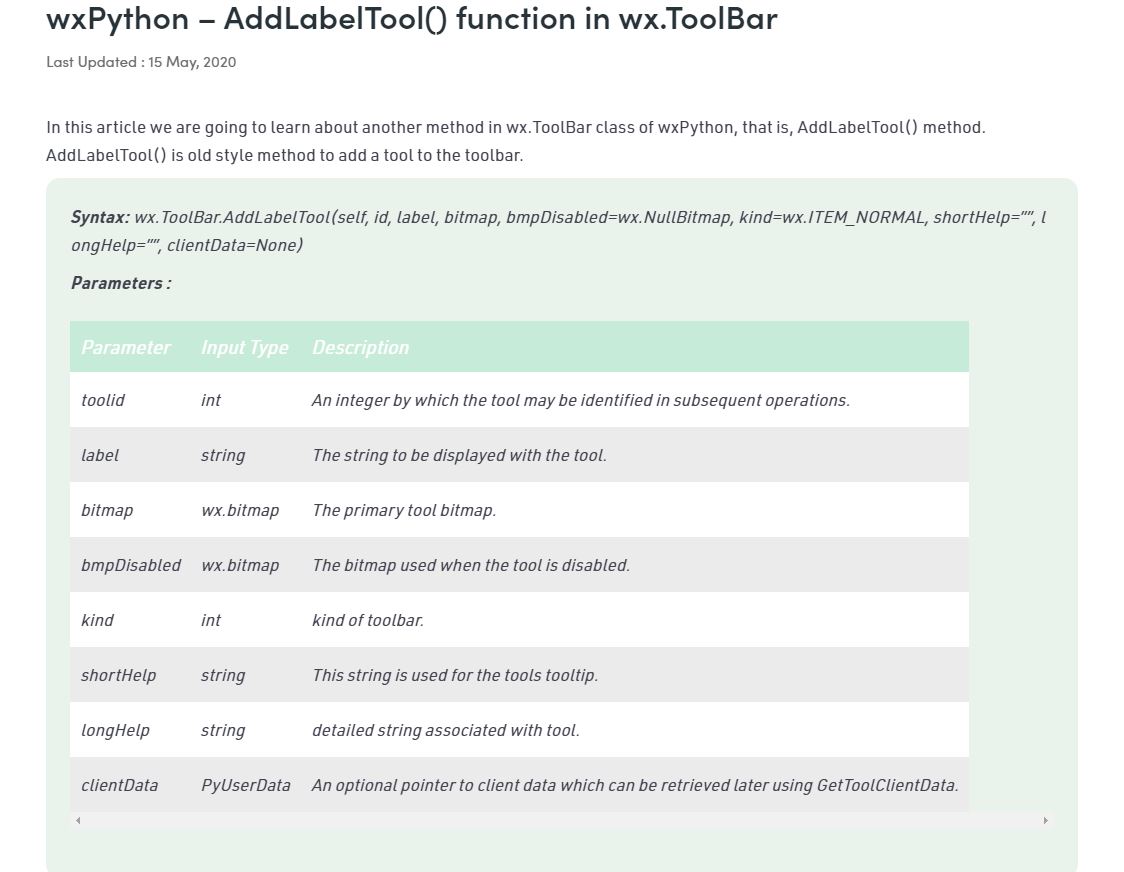 wxPython – AddLabelTool() function in wx.ToolBar
Last Updated : 15 May, 2020
In this article we are going to learn about another method in wx.ToolBar class of wxPython, that is, AddLabelTool() method.
AddLabelTool() is old style method to add a tool to the toolbar.
Syntax: wx.ToolBar.AddLabelTool(self, id, label, bitmap, bmpDisabled=wx.NullBitmap, kind=wx.ITEM_NORMAL, shortHelp=””, l
ongHelp=””, clientData=None)
Parameters :
Parameter Input Type Description
toolid int An integer by which the tool may be identified in subsequent operations.
label string The string to be displayed with the tool.
bitmap wx.bitmap The primary tool bitmap.
bmpDisabled wx.bitmap The bitmap used when the tool is disabled.
kind int kind of toolbar.
shortHelp string This string is used for the tools tooltip.
longHelp string detailed string associated with tool.
clientData PyUserData An optional pointer to client data which can be retrieved later using GetToolClientData.